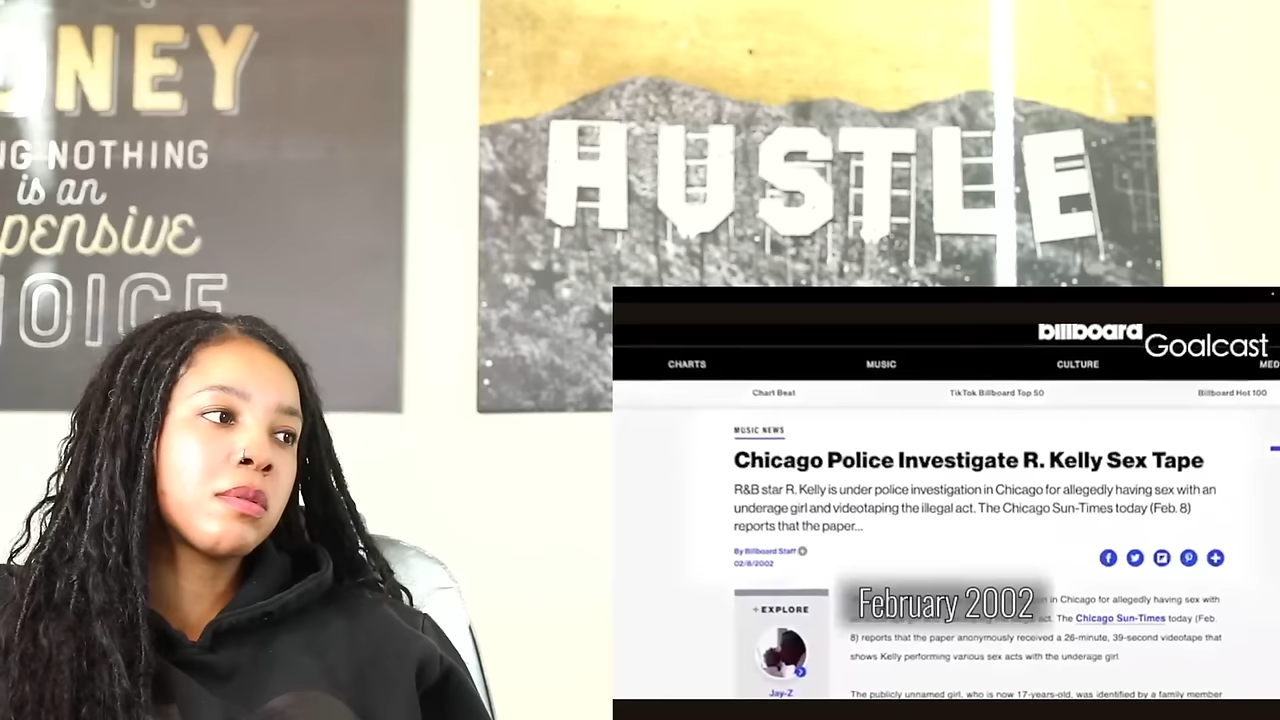 NEY
NOTHING
is an
OICE
HUSTLE
billboard
Goalcast
CHARTS
MUSIC
CULTURE
Chart Beat
TikTok Billboard Top 50
Billboard Hot 100
MUSIC NEWS
Chicago Police Investigate R. Kelly Sex Tape
R&B star R. Kelly is under police investigation in Chicago for allegedly having sex with an
underage girl and videotaping the illegal act. The Chicago Sun-Times today (Feb. 8)
reports that the paper...
By Billboard Staff
02/8/2002
+EXPLORE
Jay-Z
February 2002
in Chicago for allegedly having sex with
act. The Chicago Sun-Times today (Feb.
8) reports that the paper anonymously received a 26-minute, 39-second videotape that
shows Kelly performing various sex acts with the underage girl.
The publicly unnamed girl, who is now 17-years-old, was identified by a family member